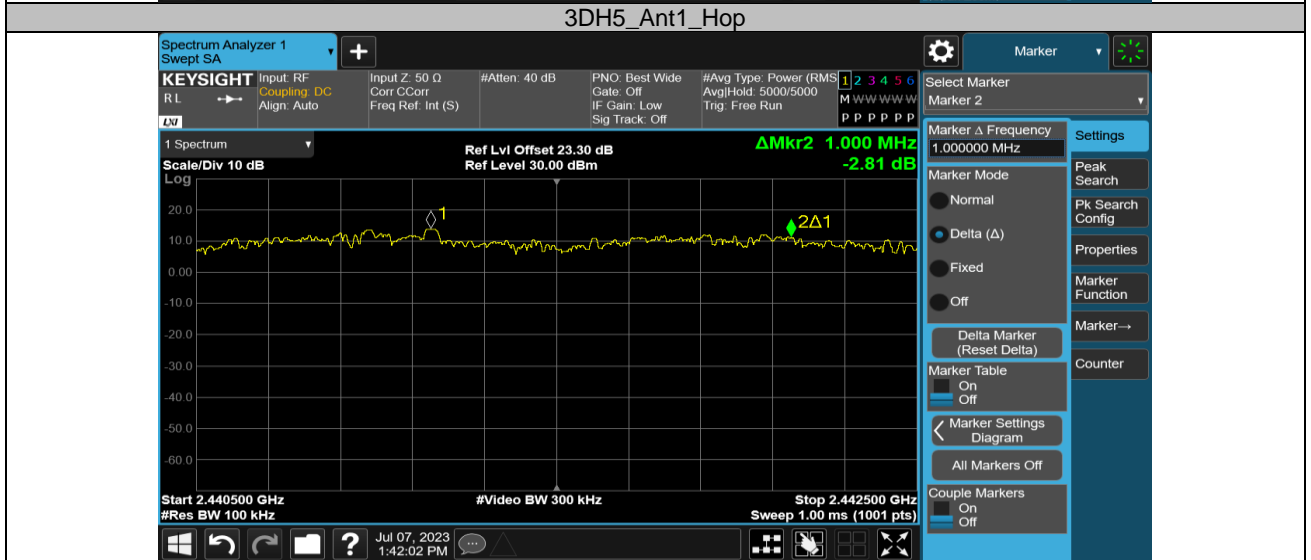 3DH5_Ant1_Hop
Spectrum Analyzer 1
Swept SA
Marker
KEYSIGHT
RL
LXI
Input: RF
Coupling: DC
Align: Auto
Input Z: 50 Ω
Corr CCorr
Freq Ref: Int (S)
#Atten: 40 dB
PNO: Best Wide
Gate: Off
IF Gain: Low
Sig Track: Off
#Avg Type: Power (RMS
Avg|Hold: 5000/5000
Trig: Free Run
1 2 3 4 5 6
M W W W W W
P P P P P P
1 Spectrum
Scale/Div 10 dB
Log
Ref Lvl Offset 23.30 dB
Ref Level 30.00 dBm
ΔMkr2 1.000 MHz
-2.81 dB
20.0
10.0
0.00
-10.0
-20.0
-30.0
-40.0
-50.0
-60.0
1
2Δ1
Start 2.440500 GHz
#Res BW 100 kHz
#Video BW 300 kHz
Stop 2.442500 GHz
Sweep 1.00 ms (1001 pts)
Select Marker
Marker 2
Marker Δ Frequency
1.000000 MHz
Marker Mode
Normal
Delta (Δ)
Fixed
Off
Delta Marker
(Reset Delta)
Marker Table
On
Off
Marker Settings
Diagram
All Markers Off
Couple Markers
On
Off
Settings
Peak
Search
Pk Search
Config
Properties
Marker
Function
Marker→
Counter
?
Jul 07, 2023
1:42:02 PM